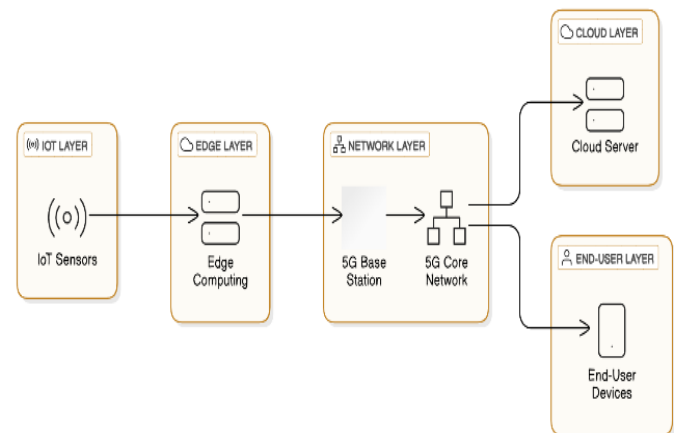 IOT LAYER
IoT Sensors
EDGE LAYER
Edge
Computing
NETWORK LAYER
5G Base
Station
5G Core
Network
CLOUD LAYER
Cloud Server
END-USER LAYER
End-User
Devices